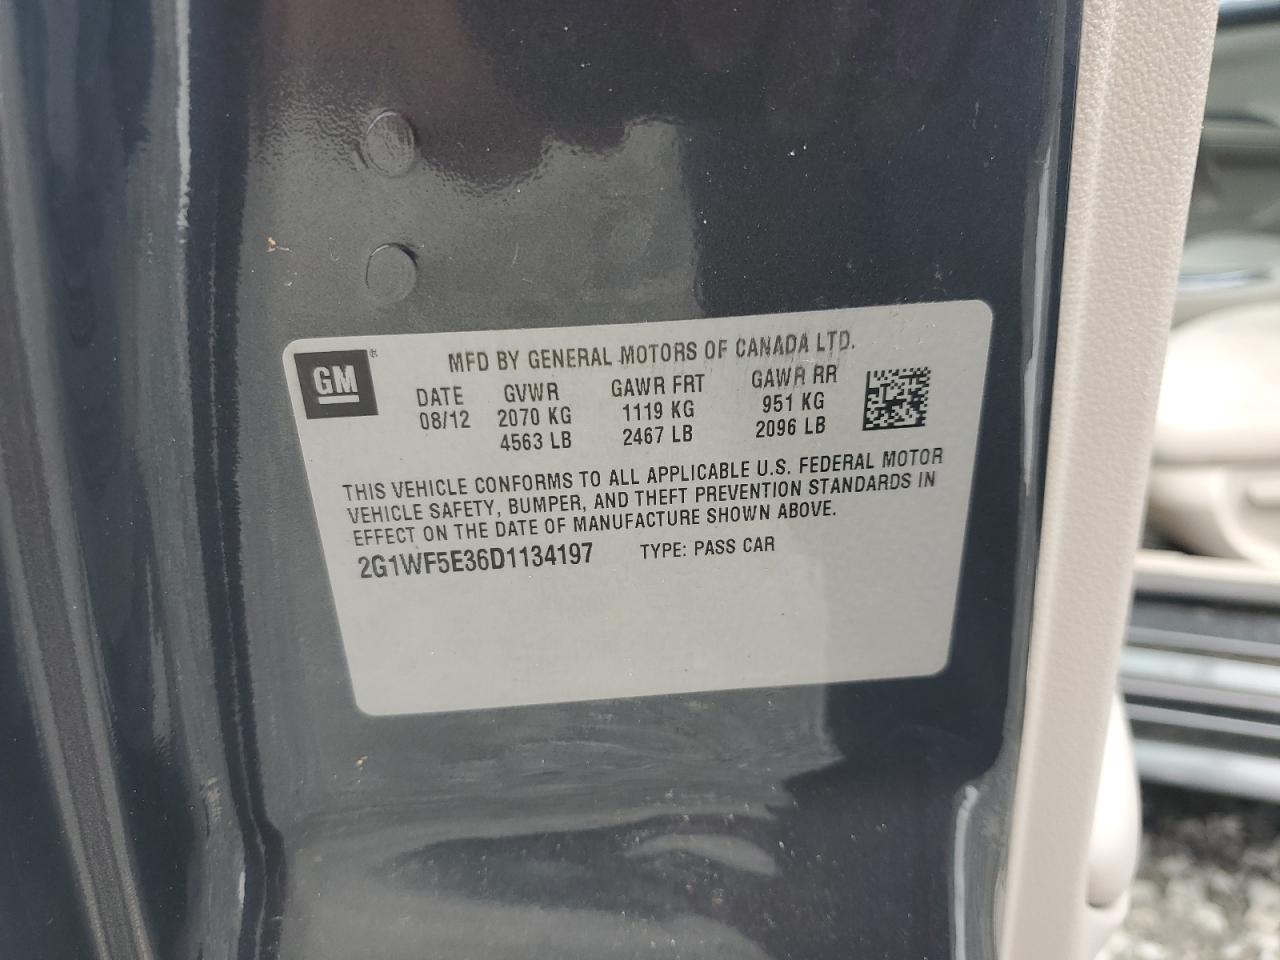 GM ®
MFD BY GENERAL MOTORS OF CANADA LTD.
DATE GVWR GAWR FRT GAWR RR
08/12 2070 KG 1119 KG 951 KG
4563 LB 2467 LB 2096 LB
THIS VEHICLE CONFORMS TO ALL APPLICABLE U.S. FEDERAL MOTOR
VEHICLE SAFETY, BUMPER, AND THEFT PREVENTION STANDARDS IN
EFFECT ON THE DATE OF MANUFACTURE SHOWN ABOVE.
2G1WF5E36D1134197 TYPE: PASS CAR